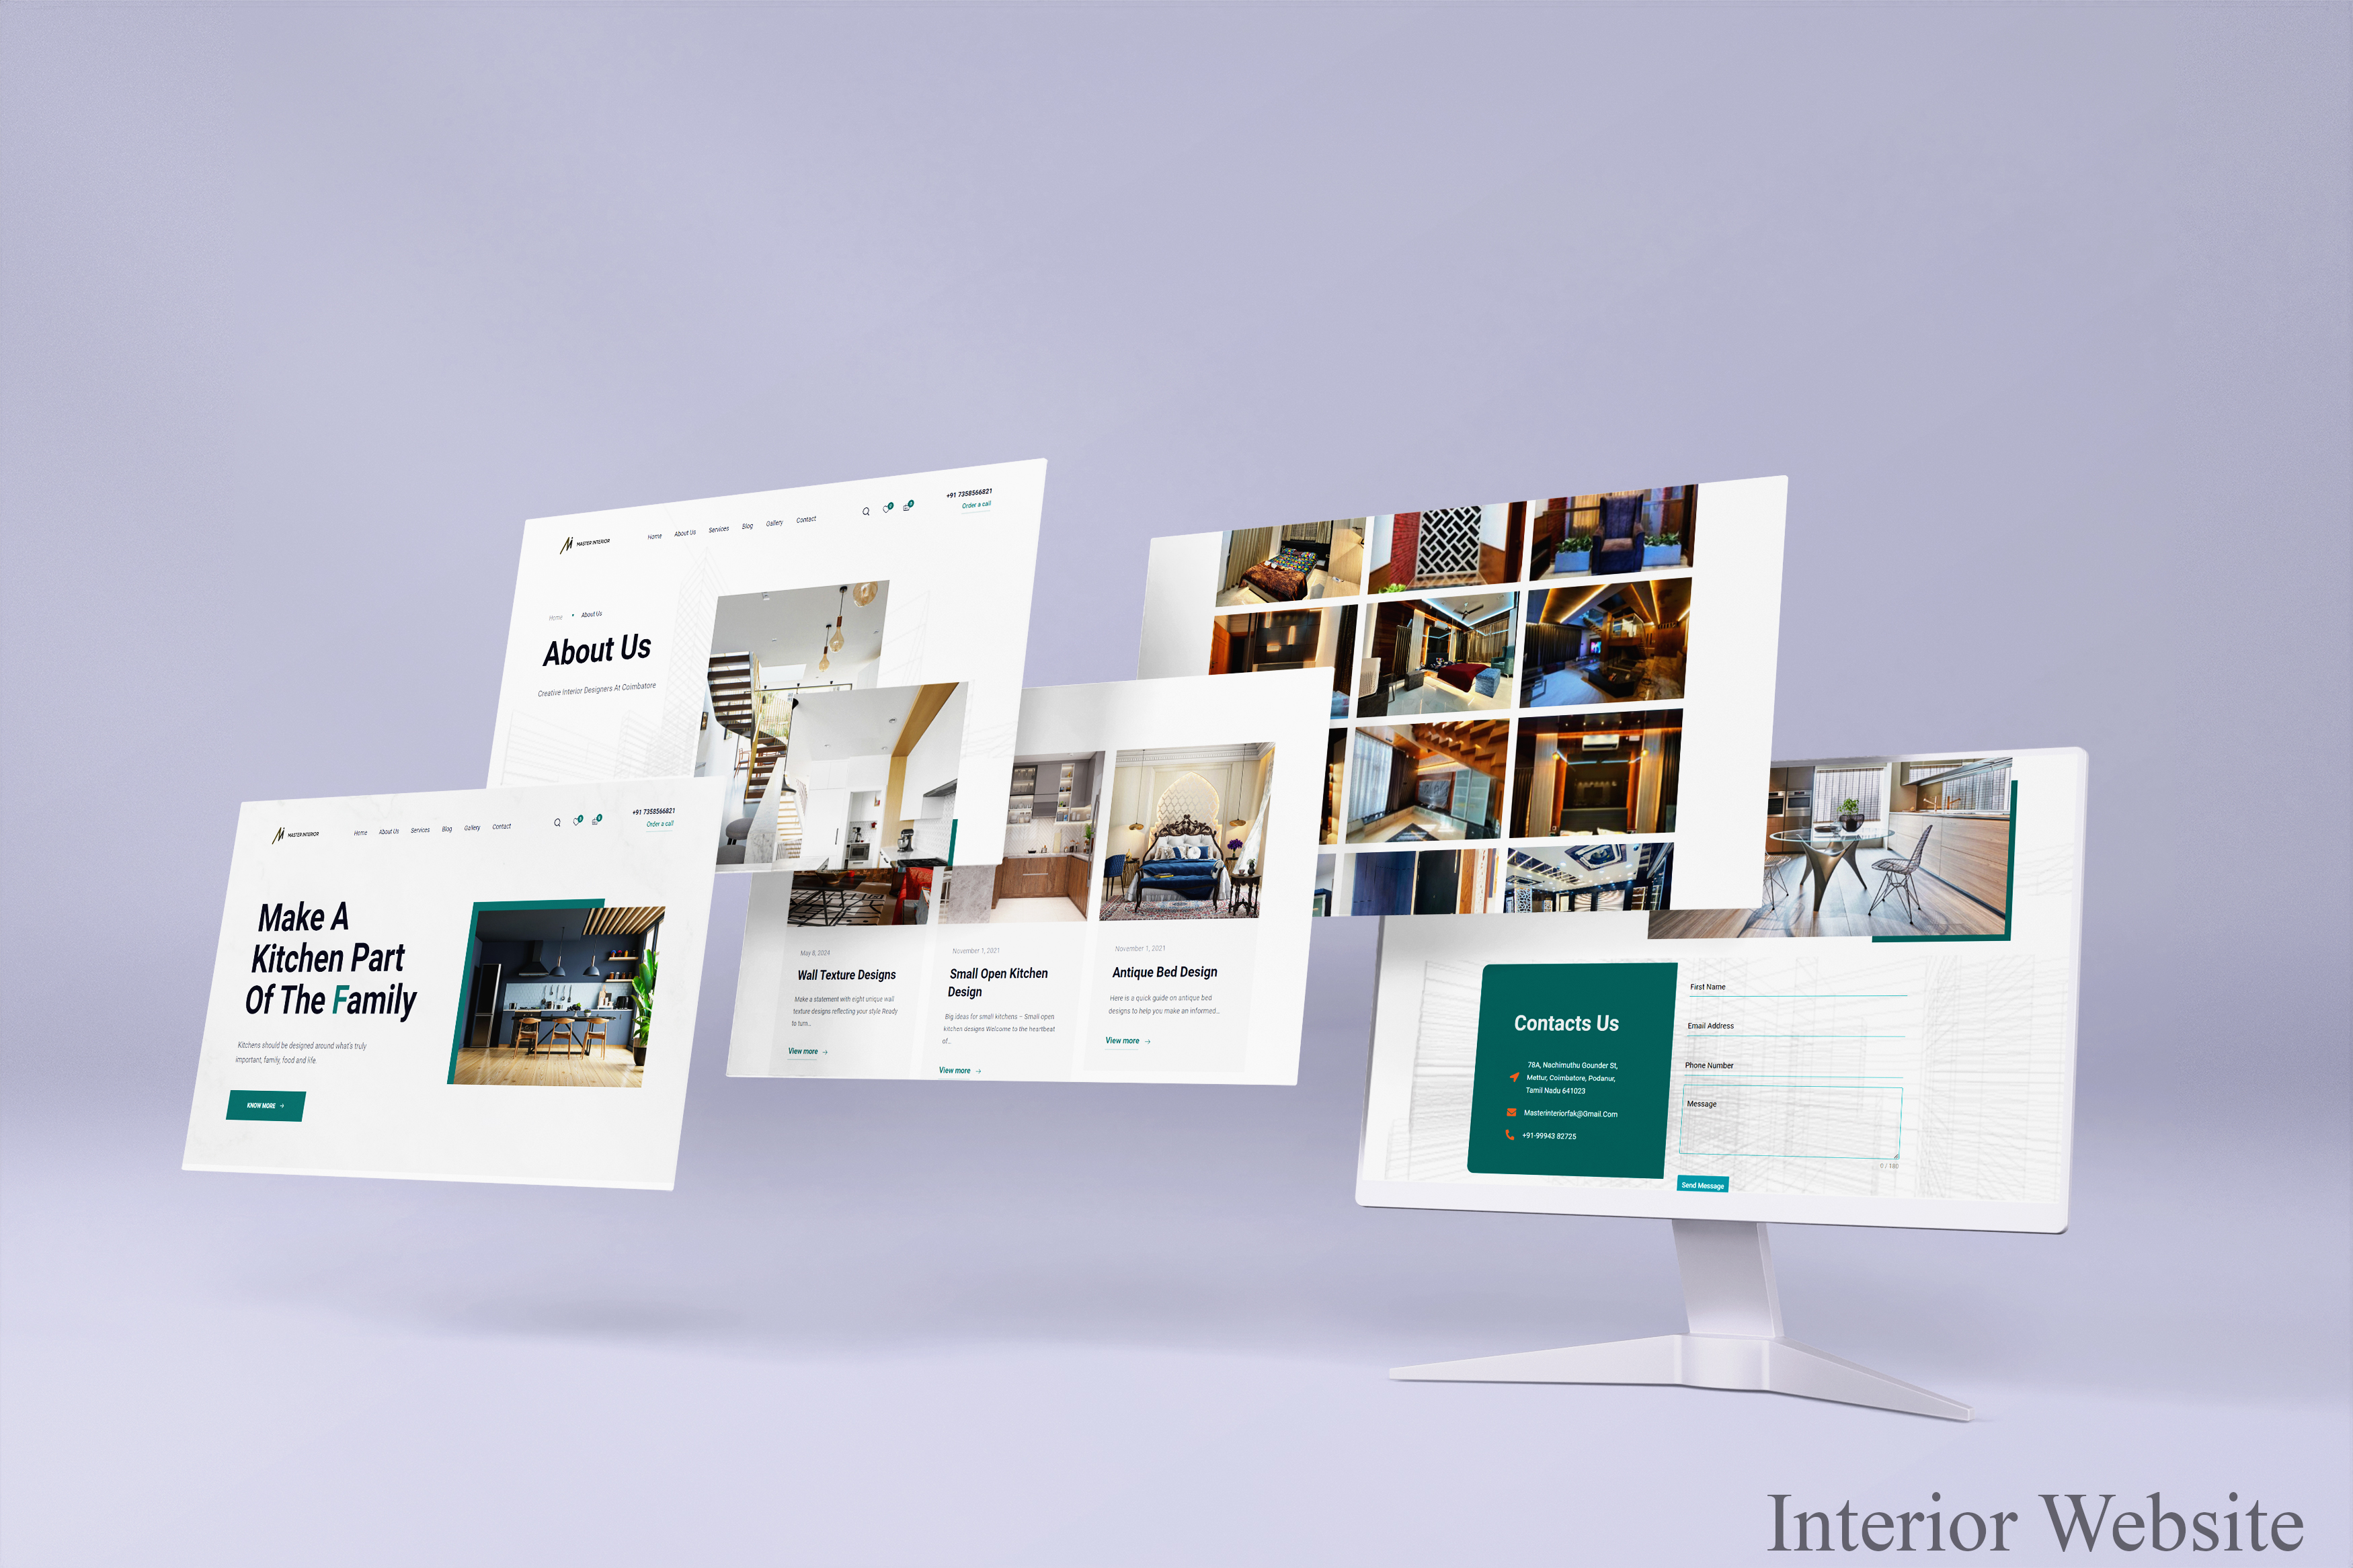 MASTER INTERIOR
Home
About Us
Services
Blog
Gallery
Contact
+91 7358566821
Order a call
Home • About Us
About Us
Creative Interior Designers At Coimbatore
MASTER INTERIOR
Home
About Us
Services
Blog
Gallery
Contact
+91 7358566821
Order a call
Make A
Kitchen Part
Of The Family
Kitchens should be designed around what's truly
important, family, food and life.
KNOW MORE →
May 8, 2024
Wall Texture Designs
Make a statement with eight unique wall
texture designs reflecting your style Ready
to turn...
View more →
November 1, 2021
Small Open Kitchen
Design
Big ideas for small kitchens – Small open
kitchen designs Welcome to the heartbeat
of...
View more →
November 1, 2021
Antique Bed Design
Here is a quick guide on antique bed
designs to help you make an informed...
View more →
Contacts Us
78A, Nachimuthu Gounder St,
Mettur, Coimbatore, Podanur,
Tamil Nadu 641023
Masterinteriorfak@Gmail.Com
+91-99943 82725
First Name
Email Address
Phone Number
Message
0 / 180
Send Message
Interior Website